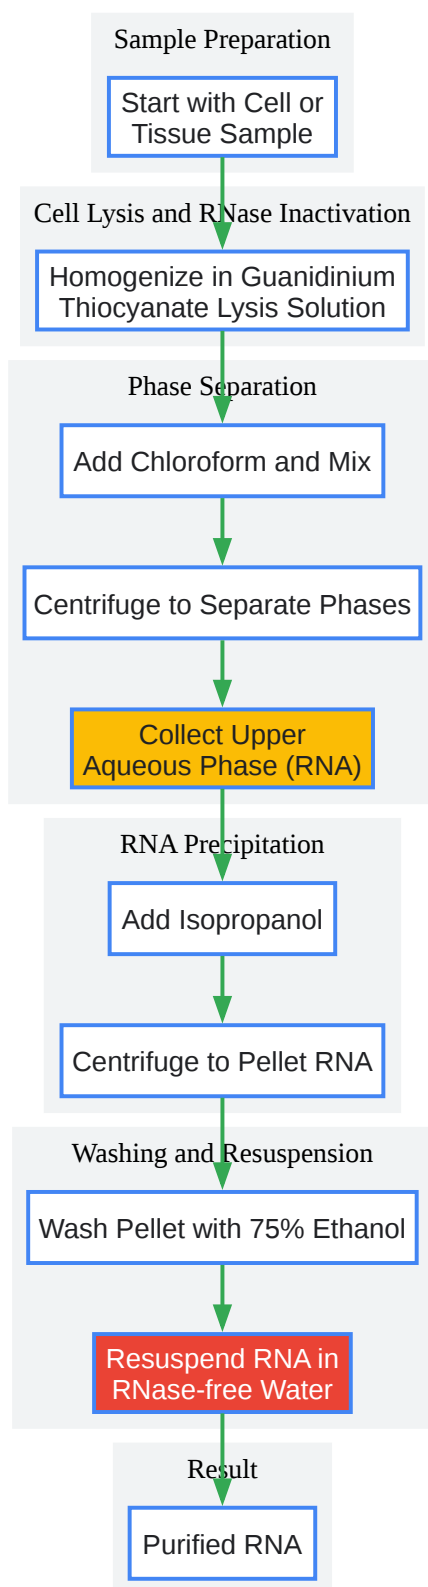 Sample Preparation
Start with Cell or
Tissue Sample
Cell Lysis and RNase Inactivation
Homogenize in Guanidinium
Thiocyanate Lysis Solution
Phase Separation
Add Chloroform and Mix
Centrifuge to Separate Phases
Collect Upper
Aqueous Phase (RNA)
RNA Precipitation
Add Isopropanol
Centrifuge to Pellet RNA
Washing and Resuspension
Wash Pellet with 75% Ethanol
Resuspend RNA in
RNase-free Water
Result
Purified RNA